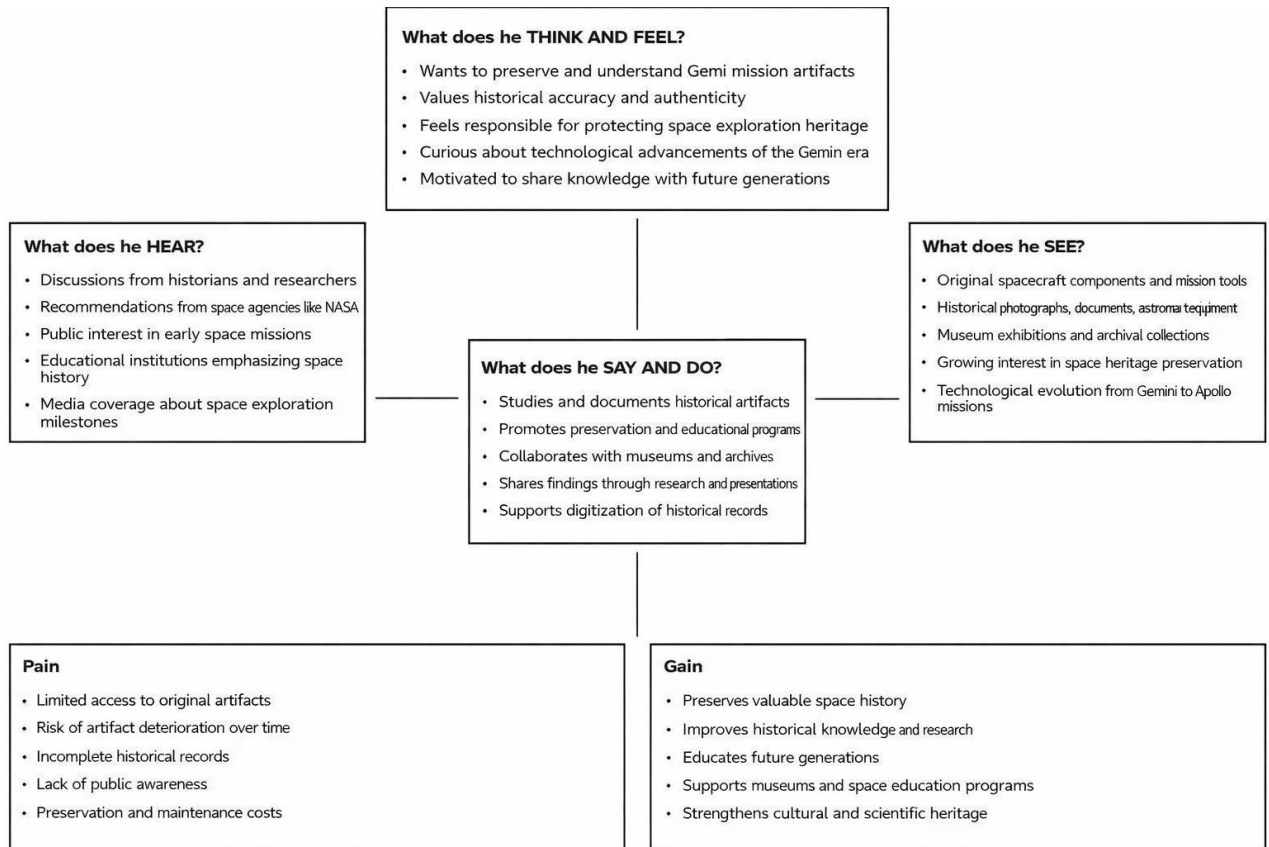 What does he THINK AND FEEL?
• Wants to preserve and understand Gemi mission artifacts
• Values historical accuracy and authenticity
• Feels responsible for protecting space exploration heritage
• Curious about technological advancements of the Gemin era
• Motivated to share knowledge with future generations
What does he HEAR?
• Discussions from historians and researchers
• Recommendations from space agencies like NASA
• Public interest in early space missions
• Educational institutions emphasizing space
history
• Media coverage about space exploration
milestones
What does he SEE?
• Original spacecraft components and mission tools
• Historical photographs, documents,
• Museum exhibitions and archival collections
• Growing interest in space heritage preservation
• Technological evolution from Gemini to Apollo
missions
What does he SAY AND DO?
• Studies and documents historical artifacts
• Promotes preservation and educational programs
• Collaborates with museums and archives
• Shares findings through research and presentations
• Supports digitization of historical records
Pain
• Limited access to original artifacts
• Risk of artifact deterioration over time
• Incomplete historical records
• Lack of public awareness
• Preservation and maintenance costs
Gain
• Preserves valuable space history
• Improves historical knowledge and research
• Educates future generations
• Supports museums and space education programs
• Strengthens cultural and scientific heritage